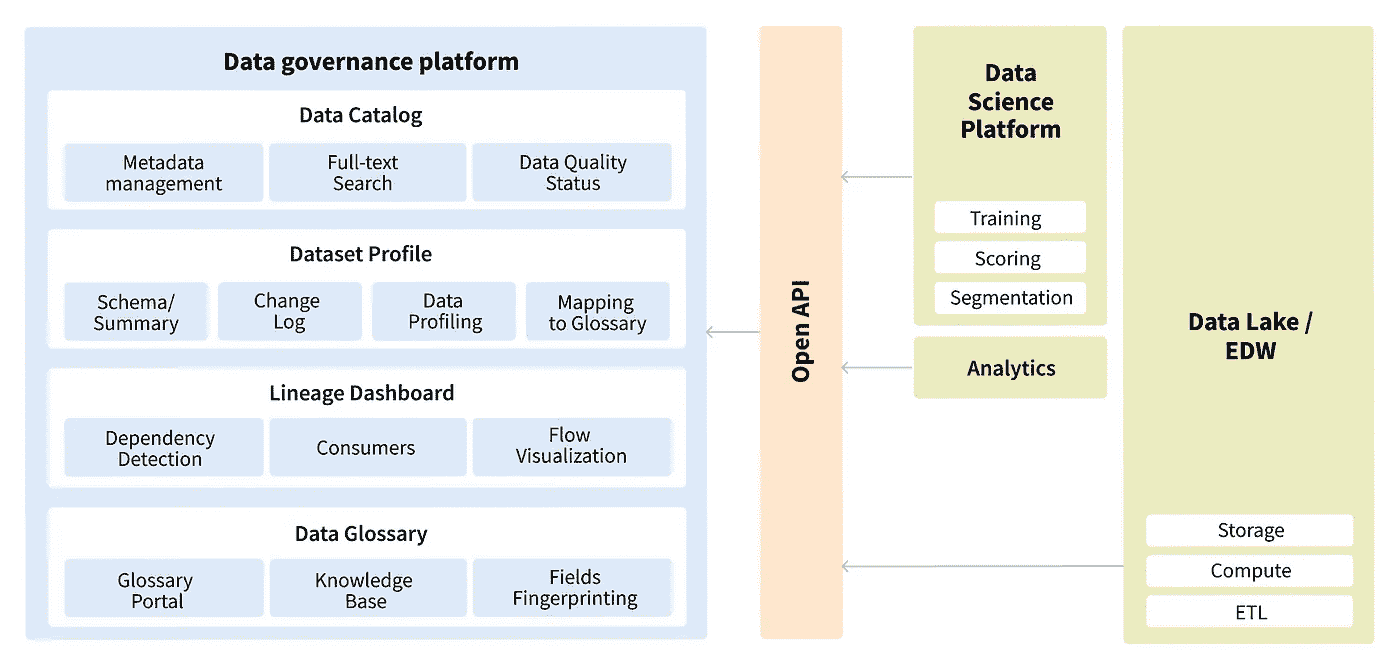 Data governance platform
Data Catalog
Metadata
management
Full-text
Search
Data Quality
Status
Dataset Profile
Schema/
Summary
Change
Log
Data
Profiling
Mapping
to Glossary
Lineage Dashboard
Dependency
Detection
Consumers
Flow
Visualization
Data Glossary
Glossary
Portal
Knowledge
Base
Fields
Fingerprinting
Open API
Data
Science
Platform
Training
Scoring
Segmentation
Analytics
Data Lake /
EDW
Storage
Compute
ETL